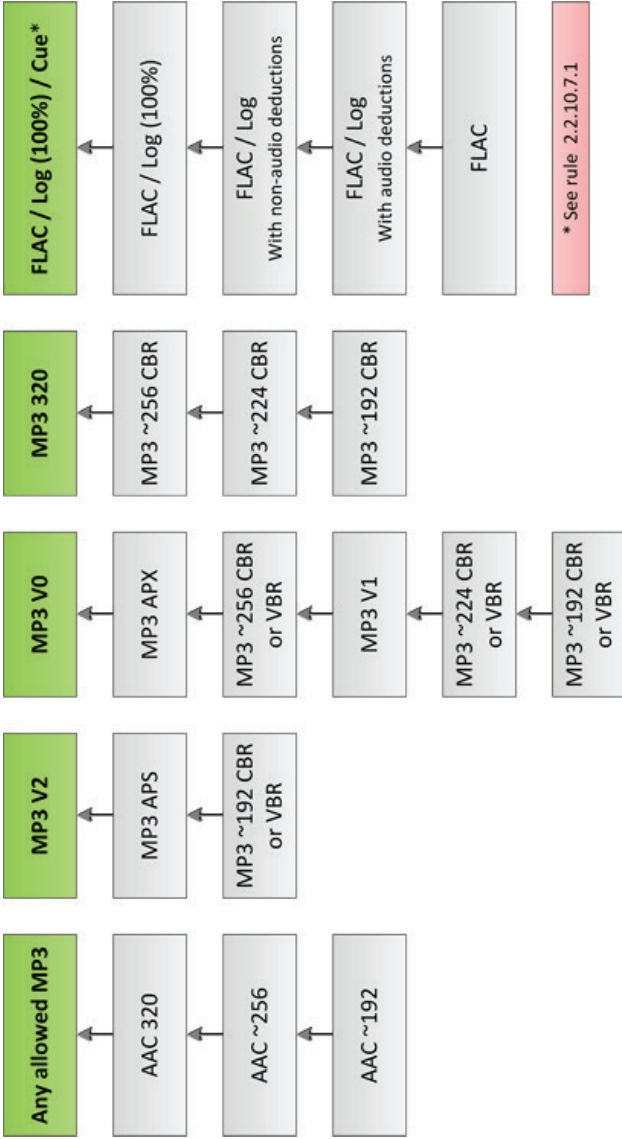 Any allowed MP3
AAC 320
AAC ~256
AAC ~192
MP3 V2
MP3 APS
MP3 ~192 CBR
or VBR
MP3 V0
MP3 APX
MP3 ~256 CBR
or VBR
MP3 V1
MP3 ~224 CBR
or VBR
MP3 ~192 CBR
or VBR
MP3 320
MP3 ~256 CBR
MP3 ~224 CBR
MP3 ~192 CBR
FLAC / Log (100%) / Cue*
FLAC / Log (100%)
FLAC / Log
With non-audio deductions
FLAC / Log
With audio deductions
FLAC
* See rule 2.2.10.7.1